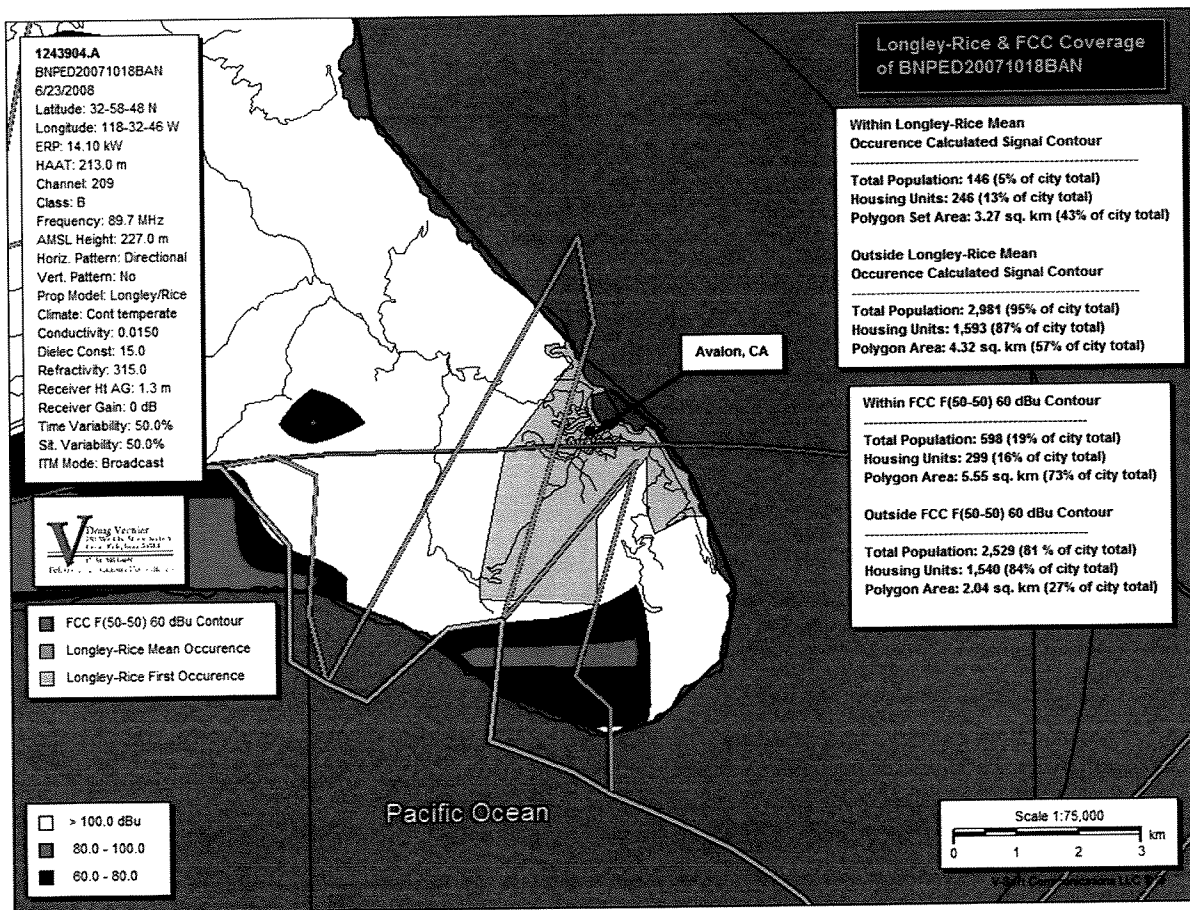 1243904.A
BNPED20071018BAN
6/23/2008
Latitude: 32-58-48 N
Longitude: 118-32-46 W
ERP: 14.10 kW
HAAT: 213.0 m
Channel: 209
Class: B
Frequency: 89.7 MHz
AMSL Height: 227.0 m
Horiz. Pattern: Directional
Vert. Pattern: No
Prop Model: Longley/Rice
Climate: Cont temperate
Conductivity: 0.0150
Dielec Const: 15.0
Refractivity: 315.0
Receiver Ht AG: 1.3 m
Receiver Gain: 0 dB
Time Variability: 50.0%
Sit. Variability: 50.0%
ITM Mode: Broadcast
V
Doug Vernier
FCC F(50-50) 60 dBu Contour
Longley-Rice Mean Occurence
Longley-Rice First Occurence
> 100.0 dBu
80.0 - 100.0
60.0 - 80.0
Pacific Ocean
Avalon, CA
Longley-Rice & FCC Coverage
of BNPED20071018BAN
Within Longley-Rice Mean
Occurence Calculated Signal Contour
Total Population: 146 (5% of city total)
Housing Units: 246 (13% of city total)
Polygon Set Area: 3.27 sq. km (43% of city total)
Outside Longley-Rice Mean
Occurence Calculated Signal Contour
Total Population: 2,981 (95% of city total)
Housing Units: 1,593 (87% of city total)
Polygon Area: 4.32 sq. km (57% of city total)
Within FCC F(50-50) 60 dBu Contour
Total Population: 598 (19% of city total)
Housing Units: 299 (16% of city total)
Polygon Area: 5.55 sq. km (73% of city total)
Outside FCC F(50-50) 60 dBu Contour
Total Population: 2,529 (81 % of city total)
Housing Units: 1,540 (84% of city total)
Polygon Area: 2.04 sq. km (27% of city total)
Scale 1:75,000
0 1 2 3 km
Communications LLC